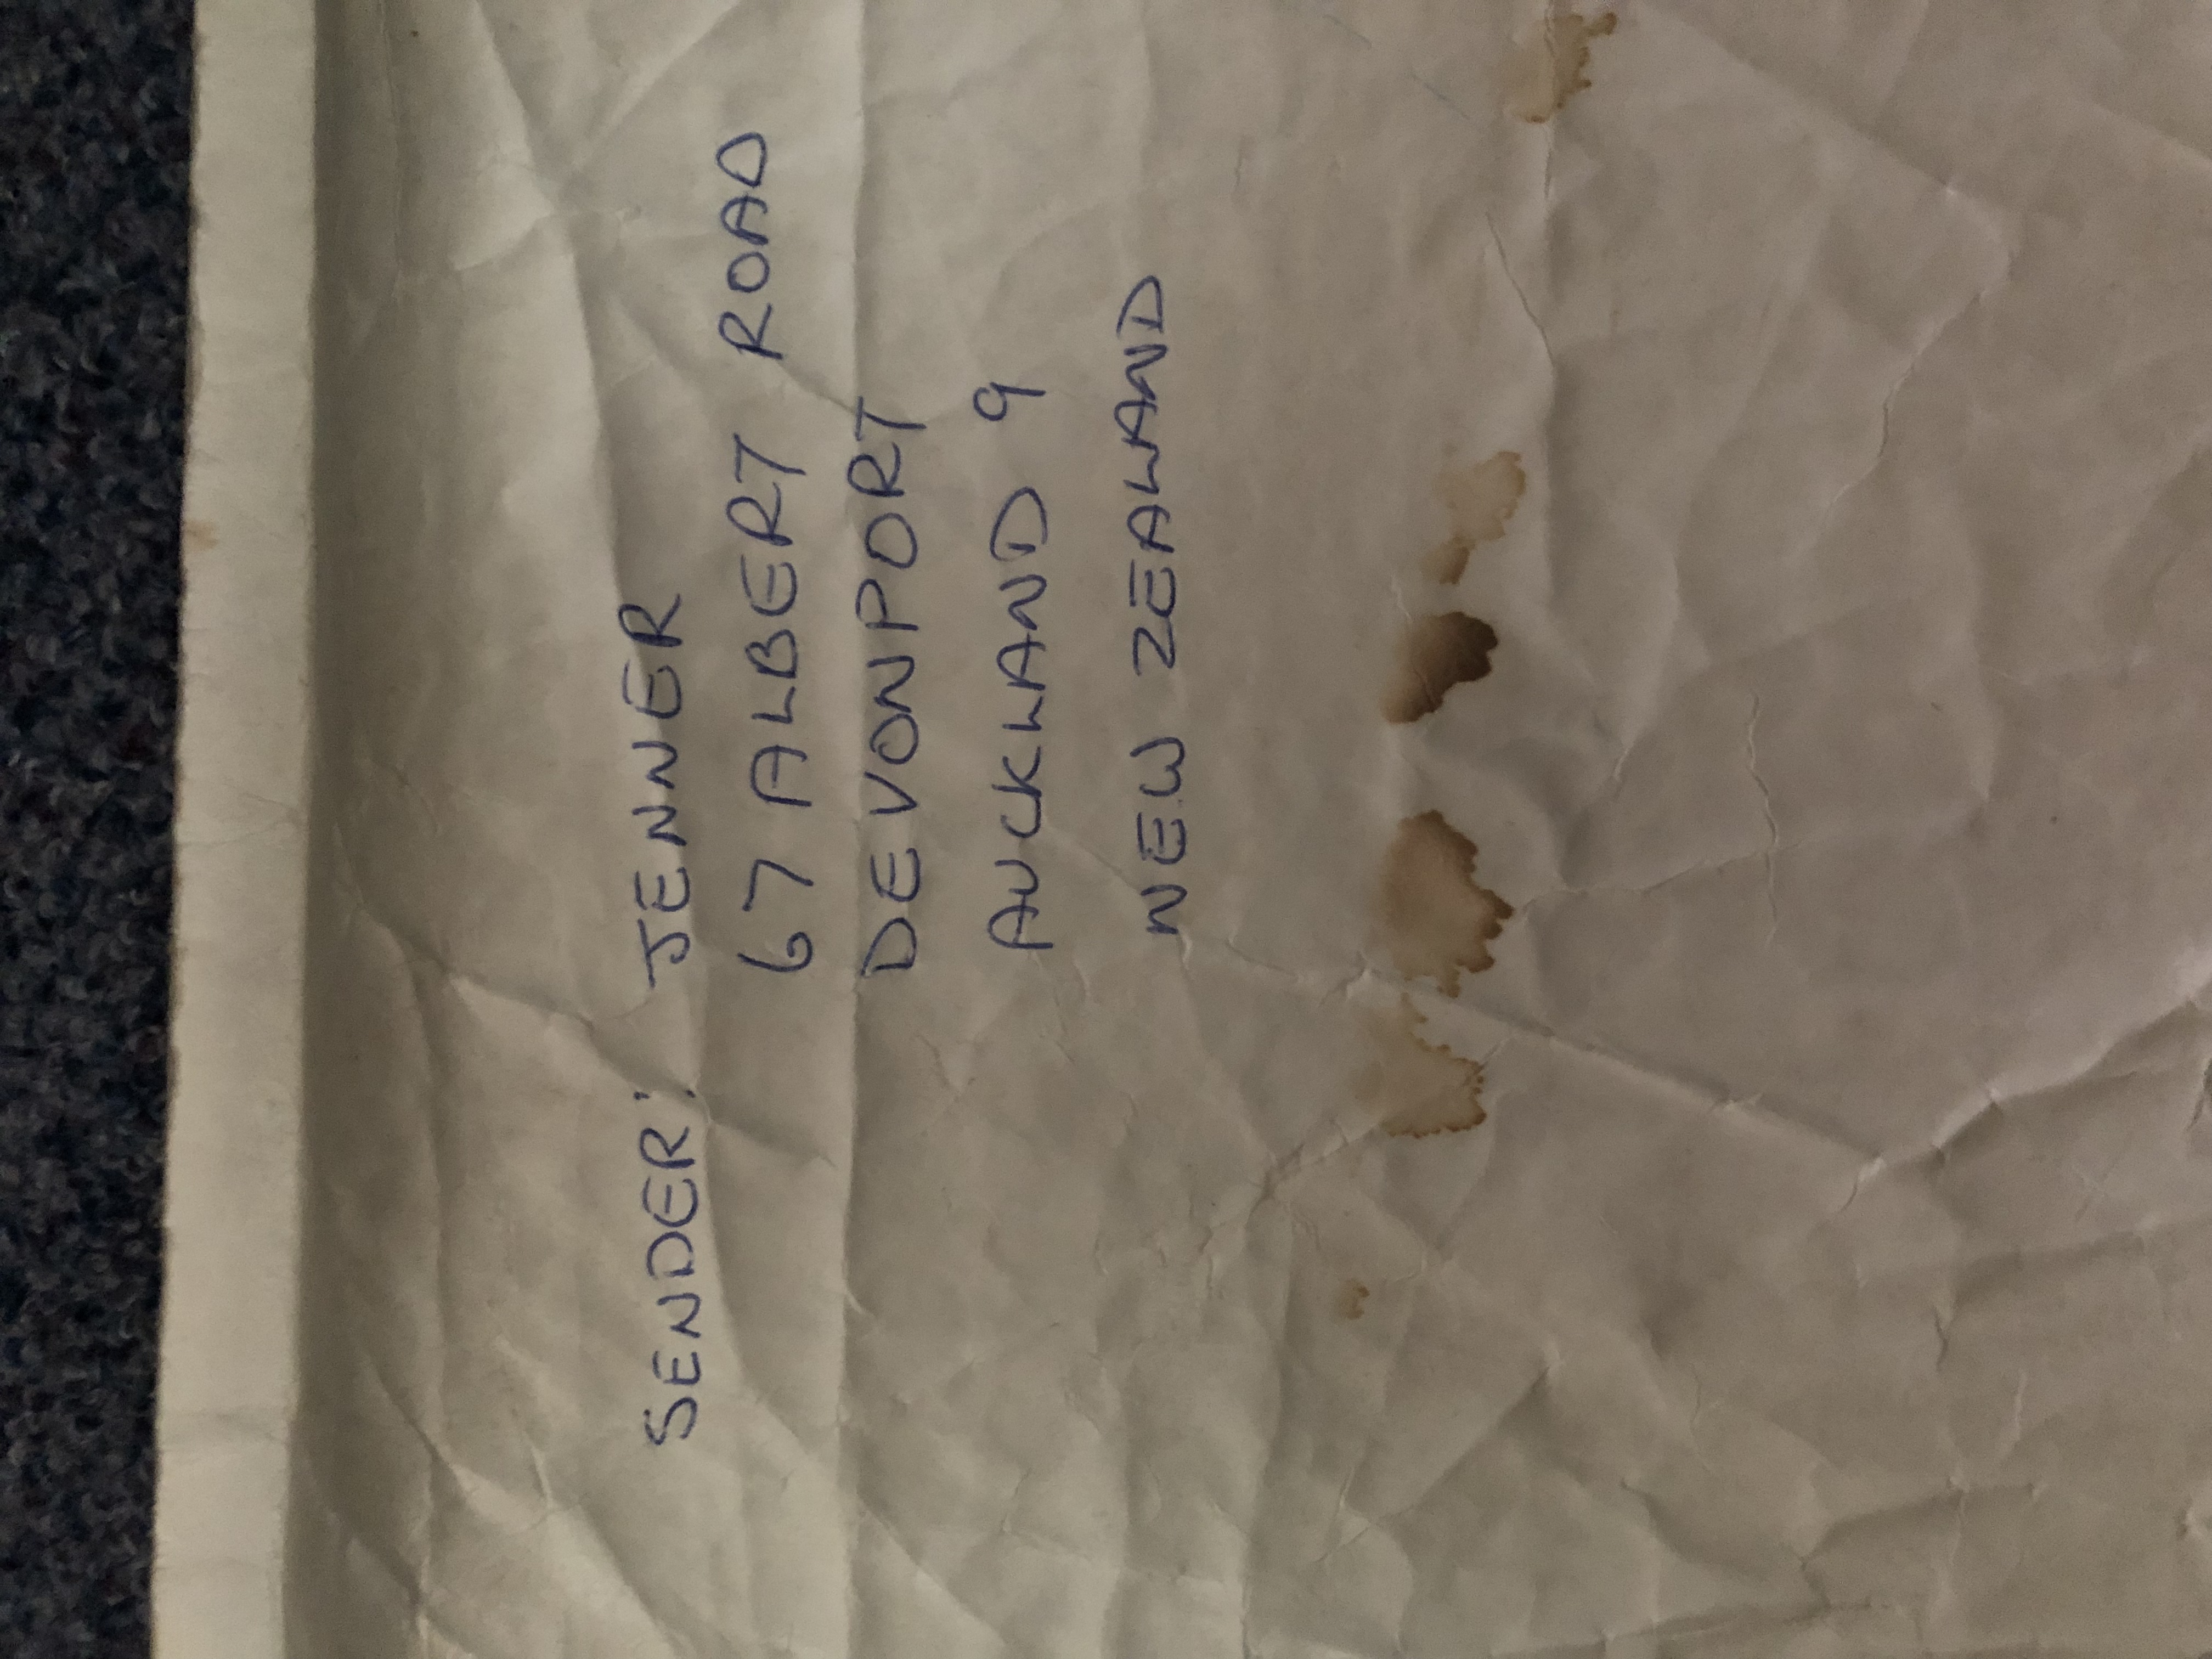 SENDER: JENNER
67 ALBERT ROAD
DEVONPORT
AUCKLAND 9
NEW ZEALAND